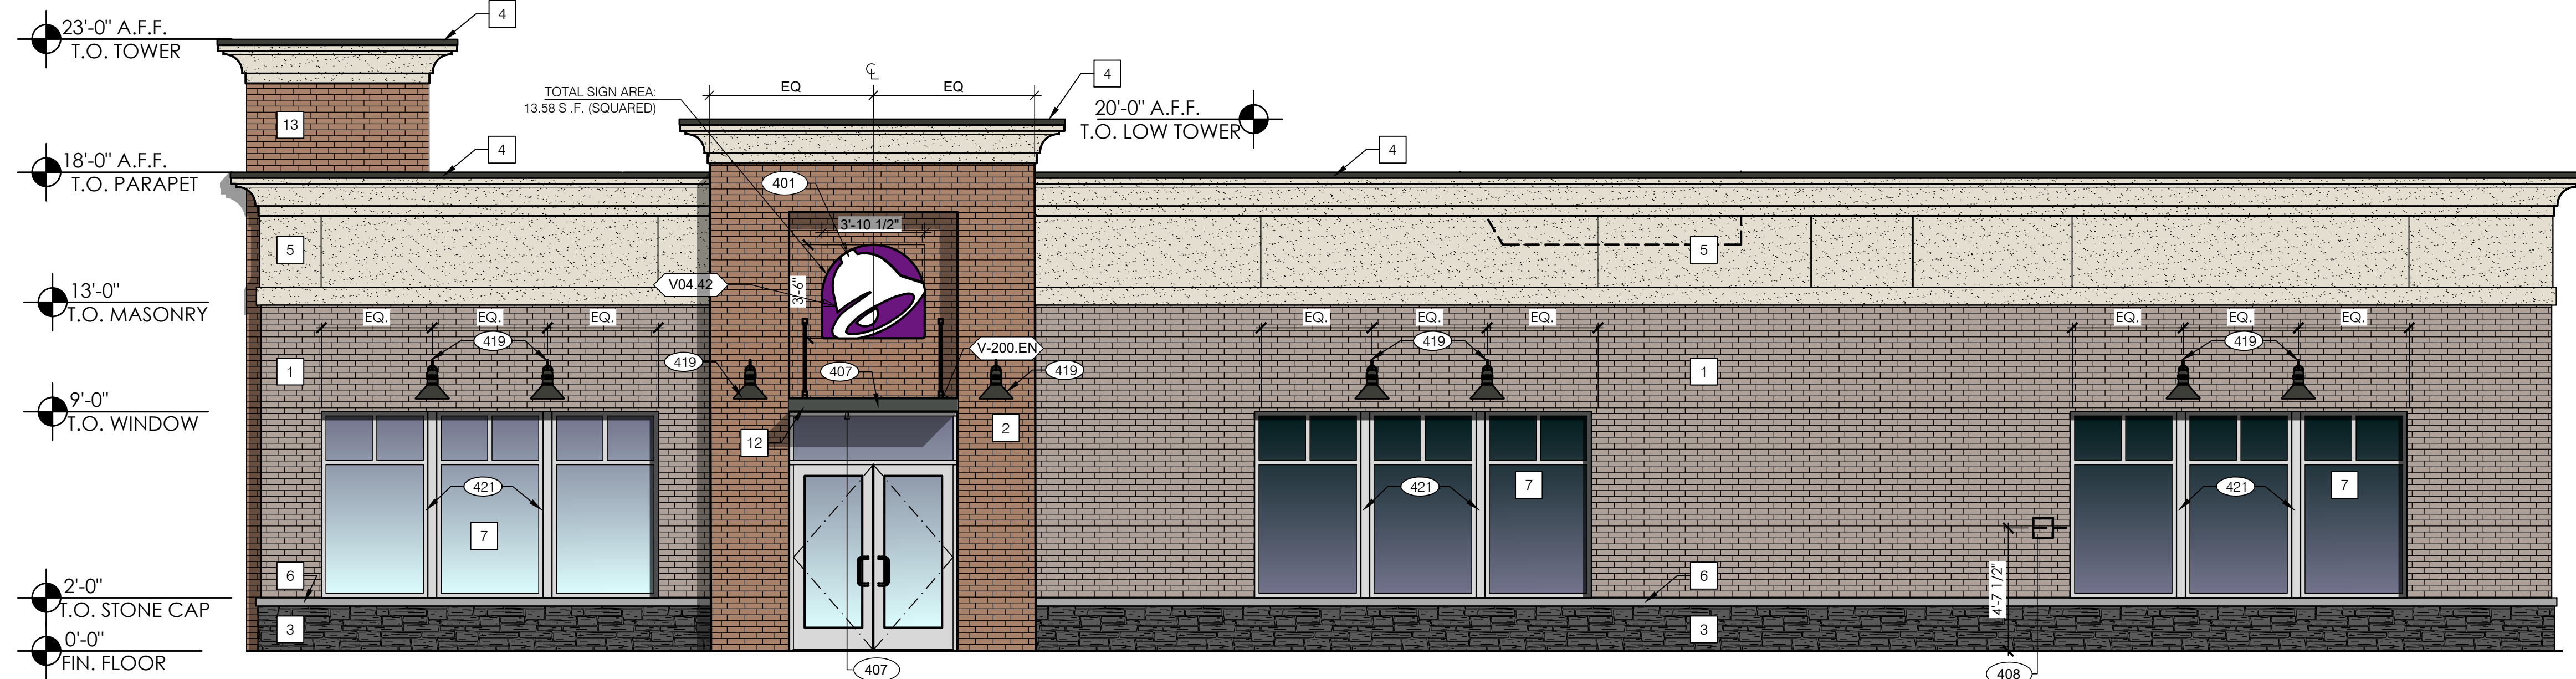 23'-0" A.F.F.
T.O. TOWER
4
13
TOTAL SIGN AREA:
13.58 S .F. (SQUARED)
EQ
℄
EQ
4
20'-0" A.F.F.
T.O. LOW TOWER
18'-0" A.F.F.
T.O. PARAPET
4
4
401
3'-10 1/2"
5
5
V04.42
3'-6"
13'-0"
T.O. MASONRY
EQ.
EQ.
EQ.
EQ.
EQ.
EQ.
EQ.
EQ.
EQ.
419
419
419
V-200.EN
419
419
419
1
407
1
9'-0"
T.O. WINDOW
12
2
421
7
421
7
421
7
6
6
4'-7 1/2"
2'-0"
T.O. STONE CAP
3
3
0'-0"
FIN. FLOOR
407
408